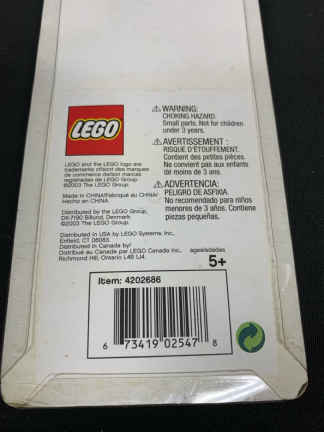 LEGO
LEGO and the LEGO logo are
trademarks of/sont des marques
de commerce de/son marcas
registradas de LEGO Group
©2003 The LEGO Group.
Made in CHINA/Fabriqué au CHINA/
Hecho en CHINA
Distributed by the LEGO Group,
DK-7190 Billund, Denmark
©2003 The LEGO Group.
Distributed in USA by LEGO Systems Inc.
Enfield, CT 06083
Distributed in Canada by/
Distribué au Canada par LEGO Canada Inc.,
Richmond Hill, Ontario L4B
⚠WARNING:
CHOKING HAZARD.
Small parts. Not for children
under 3 years.
⚠AVERTISSEMENT :
RISQUE D'ÉTOUFFEMENT.
Contient des petites pièces.
Ne convient pas aux enfants
de moins de 3 ans.
⚠ADVERTENCIA:
PELIGRO DE ASFIXIA.
No recomendado para niños
menores de 3 años. Contiene
piezas pequeñas.
ages/edades
5+
Item: 4202686
6 73419 02547 8